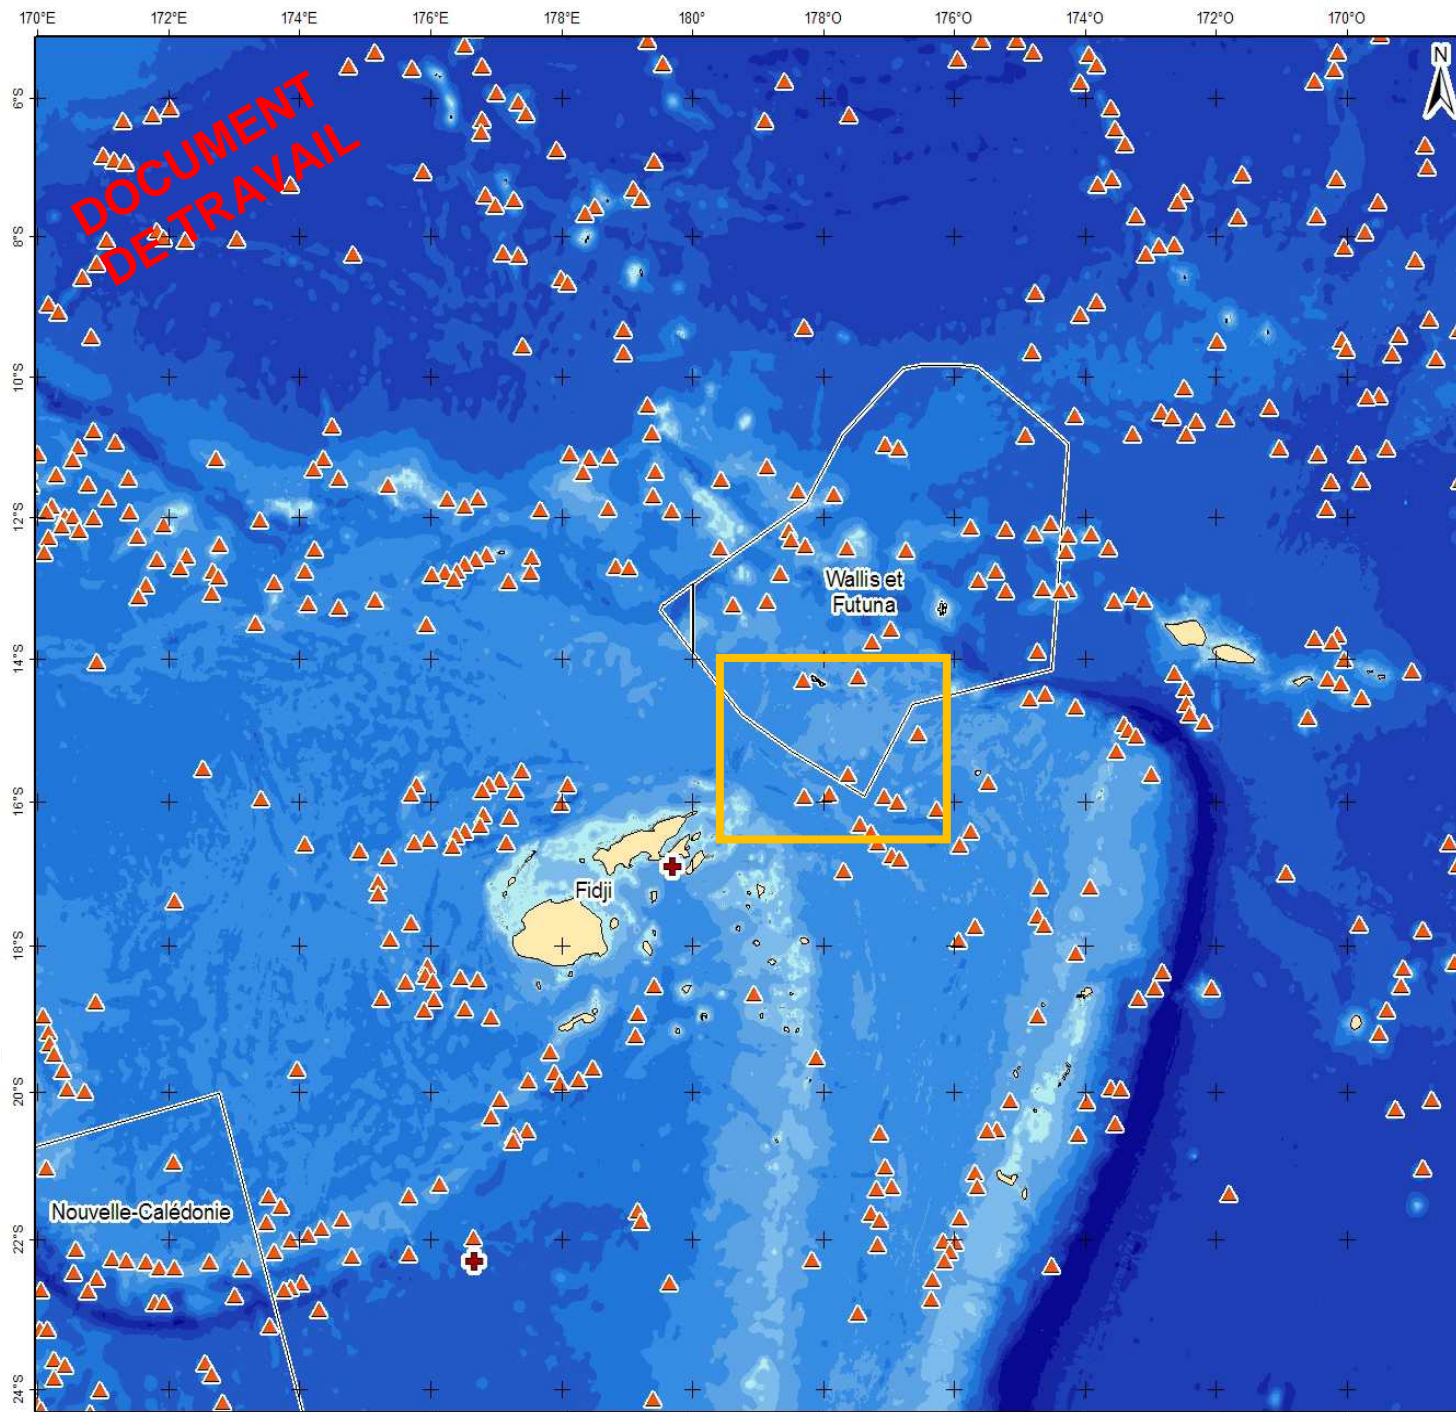 170°E 172°E 174°E 176°E 178°E 180° 178°O 176°O 174°O 172°O 170°O
N
DOCUMENT
DE TRAVAIL
6°S
8°S
10°S
12°S
Wallis et
Futuna
14°S
16°S
Fidji
18°S
20°S
Nouvelle-Calédonie
22°S
24°S